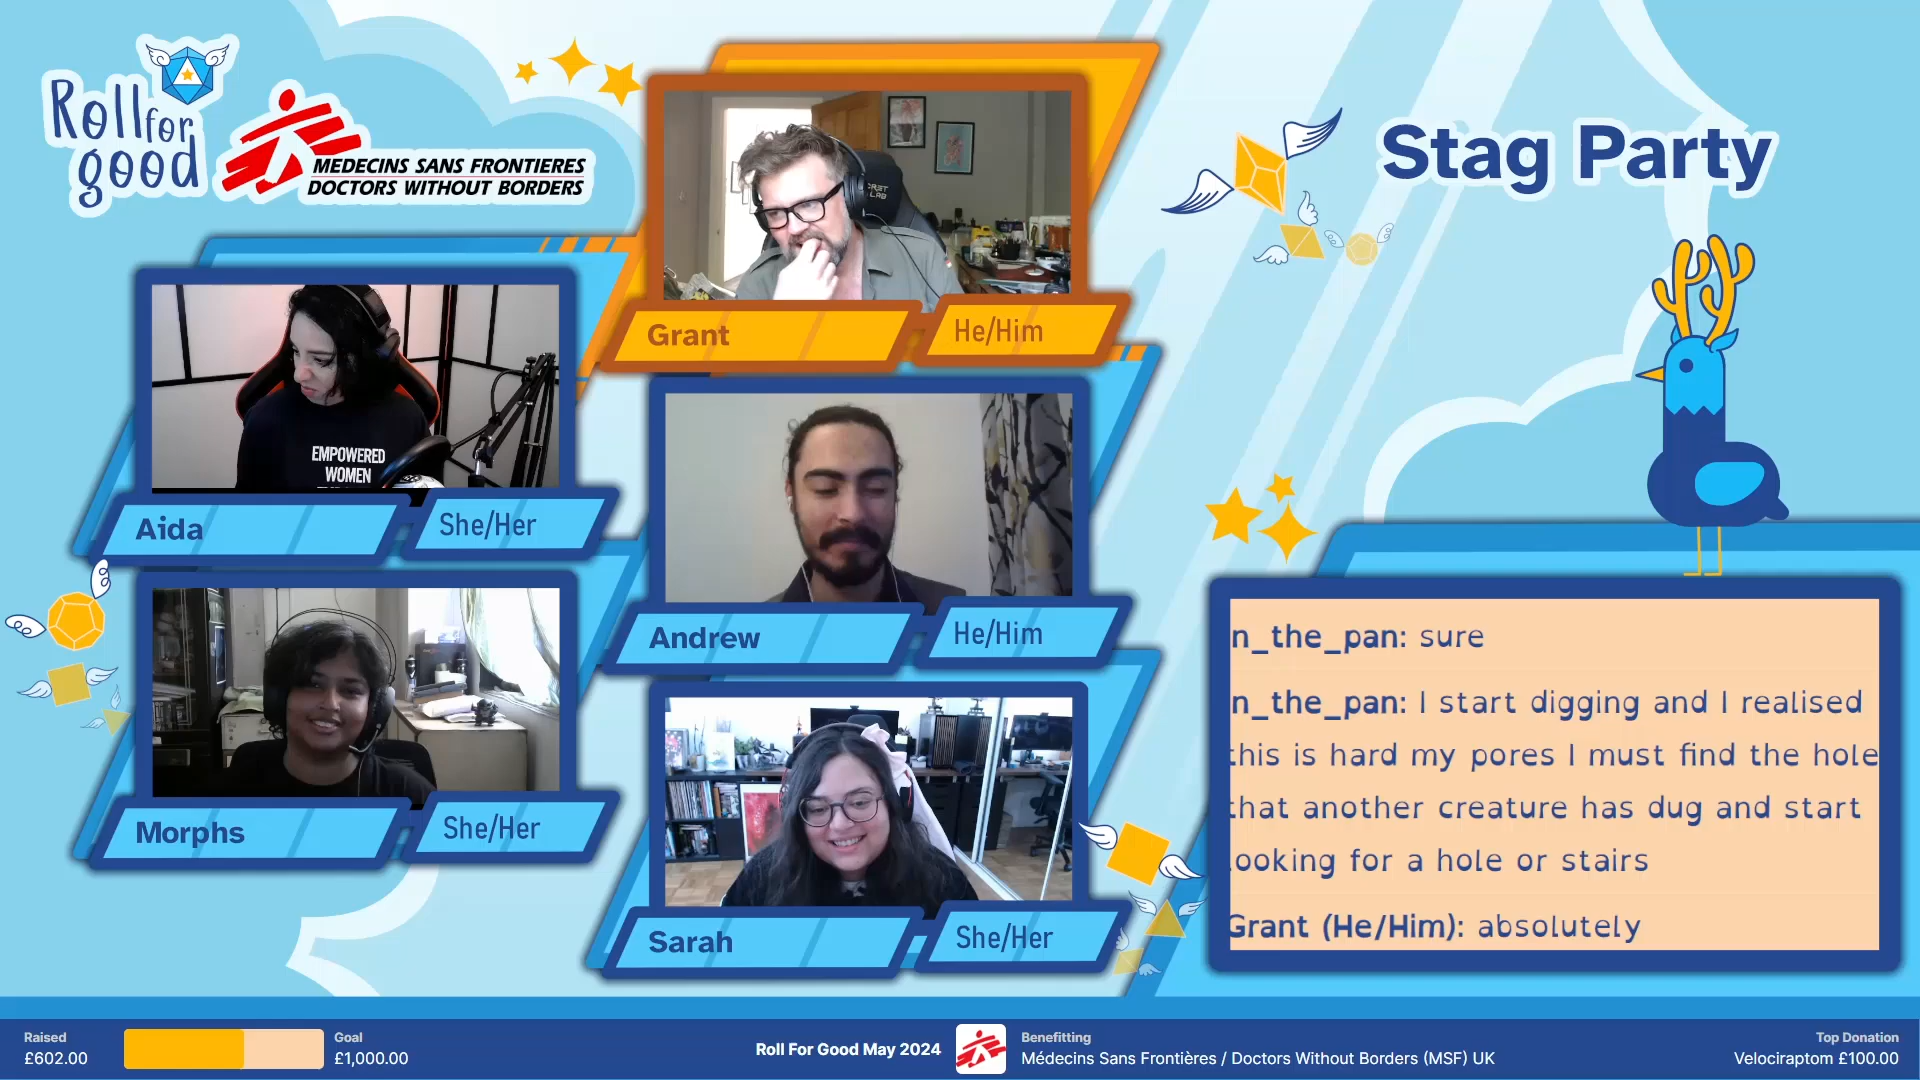 Roll for
good
MEDECINS SANS FRONTIERES
DOCTORS WITHOUT BORDERS
Stag Party
Grant
He/Him
EMPOWERED
WOMEN
Aida
She/Her
Andrew
He/Him
Morphs
She/Her
Sarah
She/Her
n_the_pan: sure
n_the_pan: I start digging and I realised
this is hard my pores I must find the hole
that another creature has dug and start
ooking for a hole or stairs
Grant (He/Him): absolutely
Raised
£602.00
Goal
£1,000.00
Roll For Good May 2024
Benefitting
Médecins Sans Frontières / Doctors Without Borders (MSF) UK
Top Donation
Velociraptom £100.00